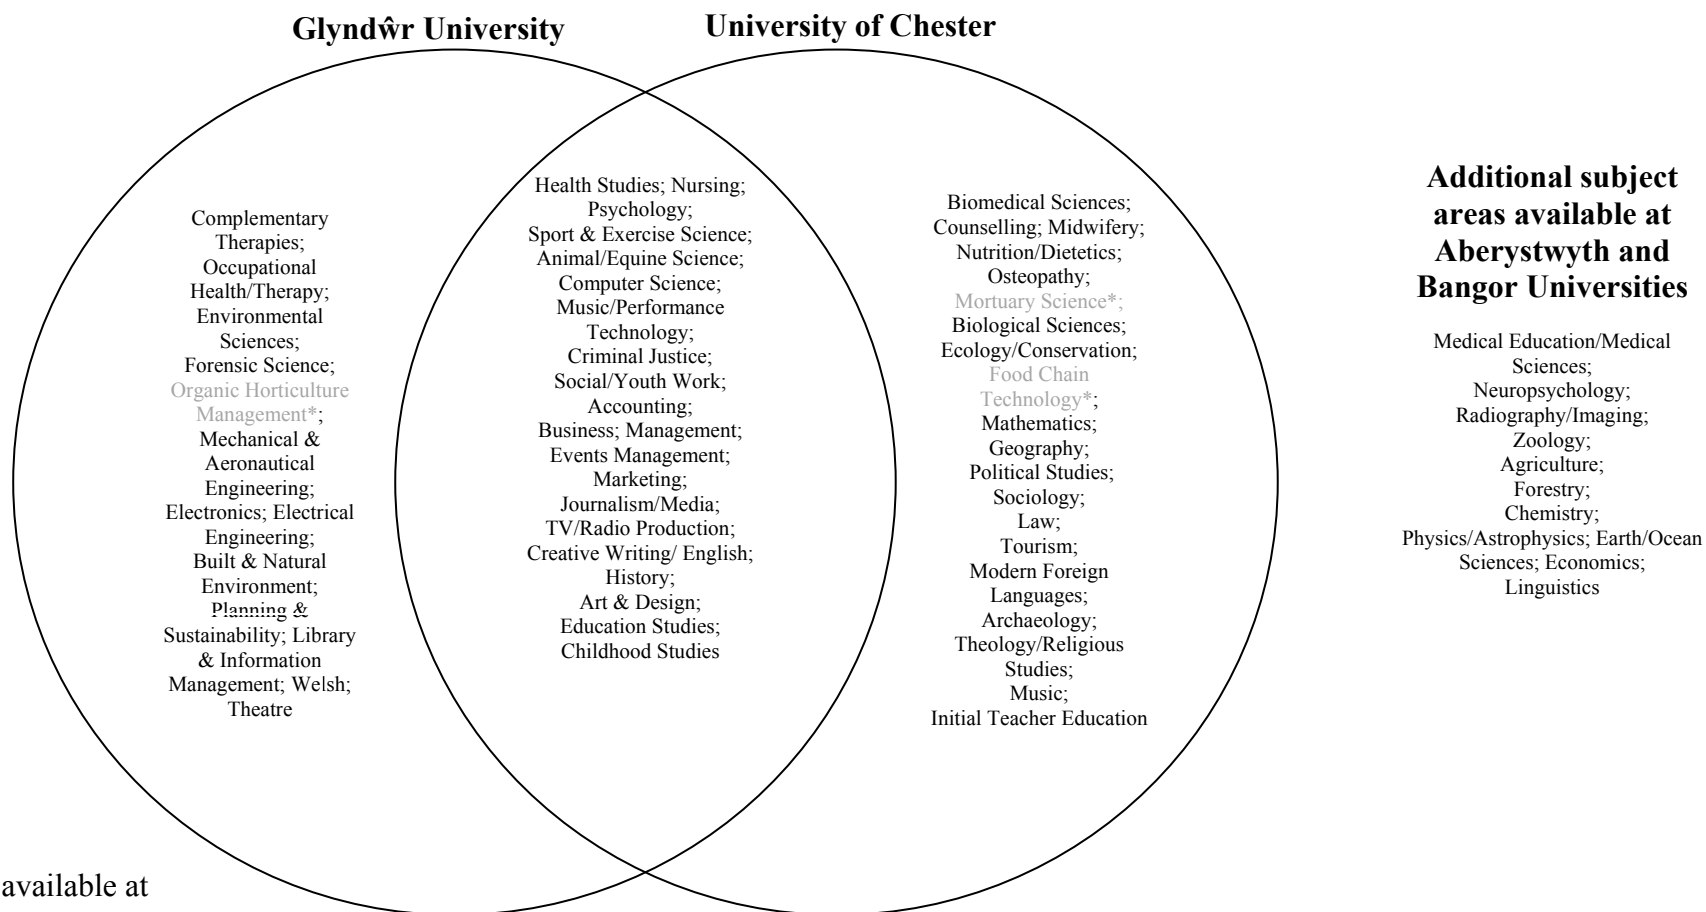 Glyndŵr University
University of Chester
Complementary
Therapies;
Occupational
Health/Therapy;
Environmental
Sciences;
Forensic Science;
Organic Horticulture
Management*;
Mechanical &
Aeronautical
Engineering;
Electronics; Electrical
Engineering;
Built & Natural
Environment;
Planning &
Sustainability; Library
& Information
Management; Welsh;
Theatre
Health Studies; Nursing;
Psychology;
Sport & Exercise Science;
Animal/Equine Science;
Computer Science;
Music/Performance
Technology;
Criminal Justice;
Social/Youth Work;
Accounting;
Business; Management;
Events Management;
Marketing;
Journalism/Media;
TV/Radio Production;
Creative Writing/ English;
History;
Art & Design;
Education Studies;
Childhood Studies
Biomedical Sciences;
Counselling; Midwifery;
Nutrition/Dietetics;
Osteopathy;
Mortuary Science*;
Biological Sciences;
Ecology/Conservation;
Food Chain
Technology*;
Mathematics;
Geography;
Political Studies;
Sociology;
Law;
Tourism;
Modern Foreign
Languages;
Archaeology;
Theology/Religious
Studies;
Music;
Initial Teacher Education
Additional subject
areas available at
Aberystwyth and
Bangor Universities
Medical Education/Medical
Sciences;
Neuropsychology;
Radiography/Imaging;
Zoology;
Agriculture;
Forestry;
Chemistry;
Physics/Astrophysics; Earth/Ocean
Sciences; Economics;
Linguistics
available at